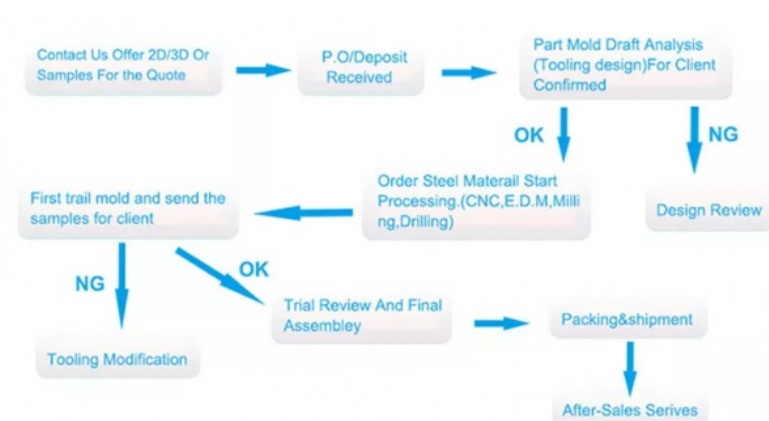 Contact Us Offer 2D/3D Or
Samples For the Quote
P.O/Deposit
Received
Part Mold Draft Analysis
(Tooling design)For Client
Confirmed
OK
NG
First trail mold and send the
samples for client
Order Steel Materail Start
Processing.(CNC,E.D.M,Milli
ng,Drilling)
Design Review
NG
OK
Trial Review And Final
Assembley
Packing&shipment
Tooling Modification
After-Sales Serives